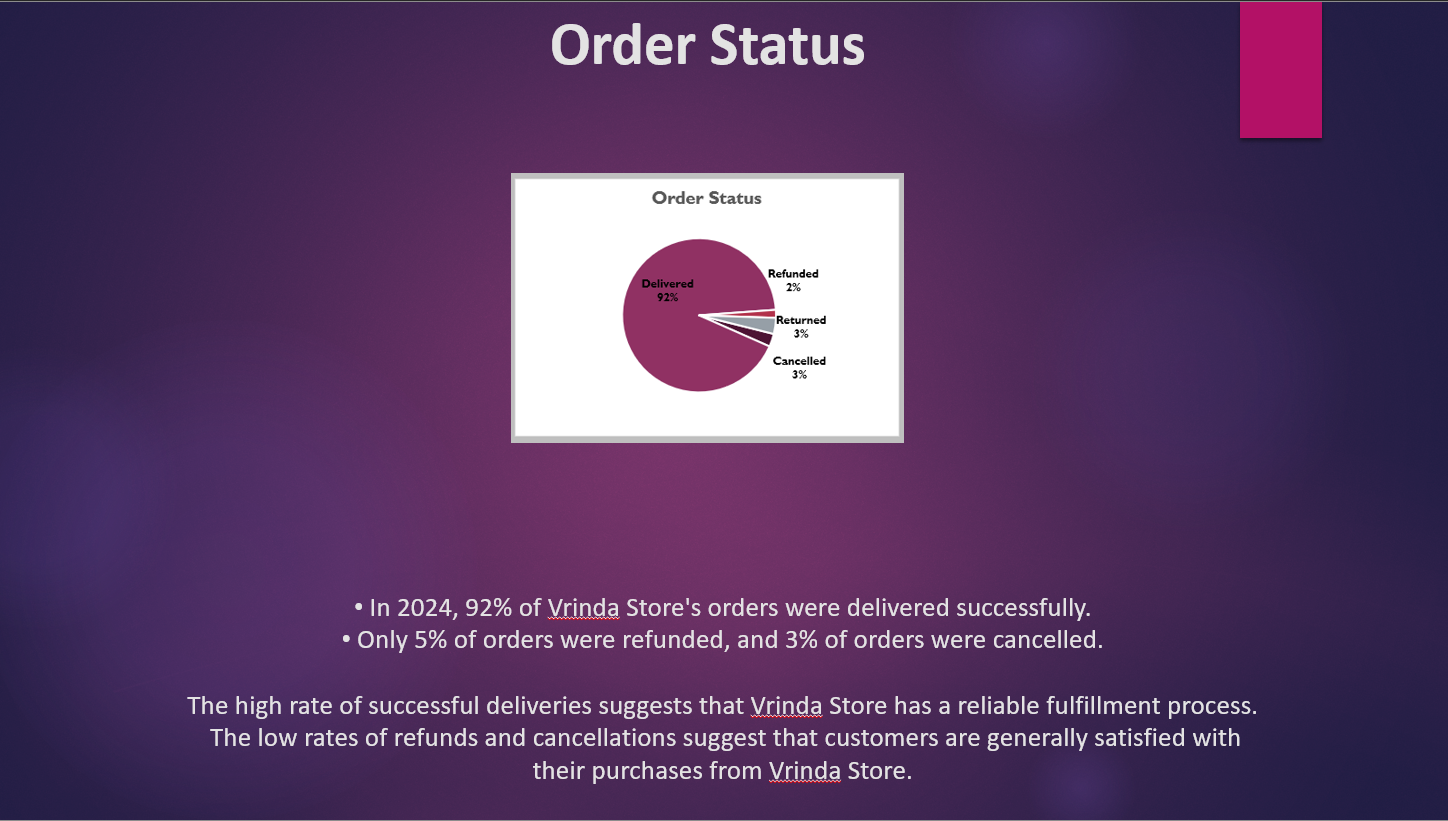 Order Status
Order Status
Delivered
92%
Refunded
2%
Returned
3%
Cancelled
3%
• In 2024, 92% of Vrinda Store's orders were delivered successfully.
• Only 5% of orders were refunded, and 3% of orders were cancelled.
The high rate of successful deliveries suggests that Vrinda Store has a reliable fulfillment process.
The low rates of refunds and cancellations suggest that customers are generally satisfied with
their purchases from Vrinda Store.